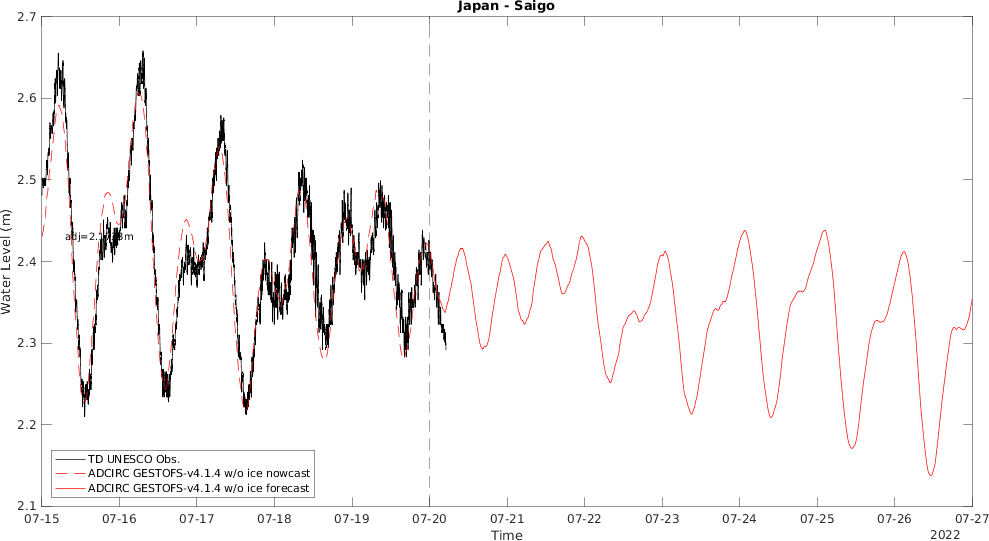 Japan - Saigo
2.7
2.6
2.5
2.4
2.3
2.2
2.1
Water Level (m)
TD UNESCO Obs.
ADCIRC GESTOFS-v4.1.4 w/o ice nowcast
ADCIRC GESTOFS-v4.1.4 w/o ice forecast
07-15 07-16 07-17 07-18 07-19 07-20 07-21 07-22 07-23 07-24 07-25 07-26 07-27
Time
2022